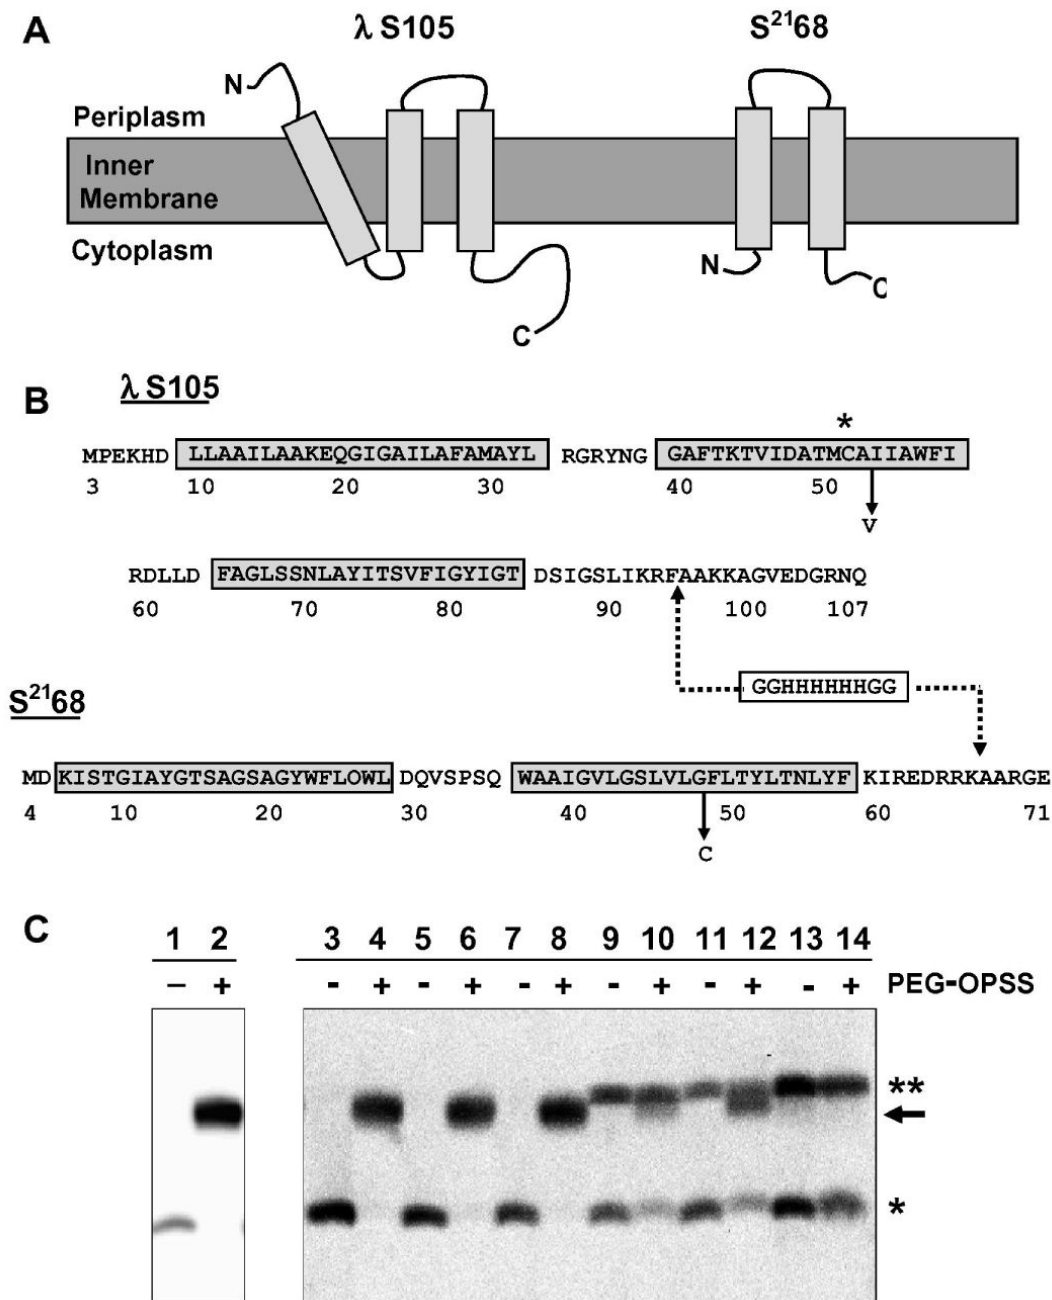 A
λ S105
S²¹68
N
Periplasm
Inner
Membrane
Cytoplasm
N
C
C
B
λ S105
*
MPEKHD LLAAILAAKEQGIGAILAFAMAYL RGRYNG GAFTKTVIDATMCAIIAWFI
3 10 20 30 40 50
V
RDLLD FAGLSSNLAYITSVFIGYIGT DSIGSLIKRFAAKKAGVEDGRNQ
60 70 80 90 100 107
GGHHHHHHGG
S²¹68
MD KISTGIAYGTSAGSAGYWFLOWL DQVSPSQ WAAIGVLGSLVLGFLTYLTNLYF KIREDRRKAARGE
4 10 20 30 40 50 60 71
C
C
1 2 3 4 5 6 7 8 9 10 11 12 13 14
– + - + - + - + - + - + - + PEG-OPSS
**
*